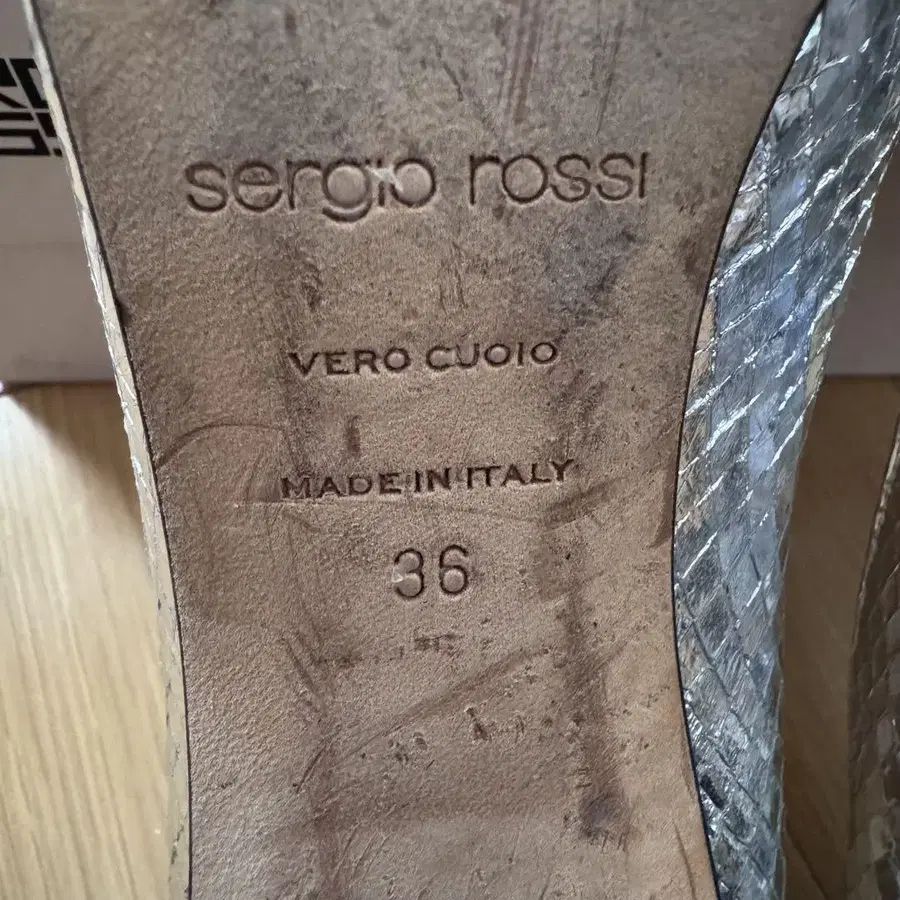 sergio rossi
VERO CUOIO
MADE IN ITALY
36